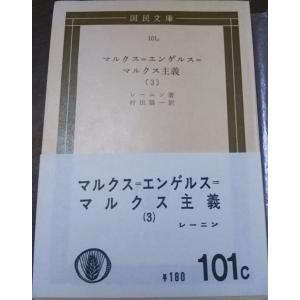 国民文庫
101c
マルクス=エンゲルス=
マルクス主義
(3)
レーニン著
村田陽一訳
マルクス=エンゲルス=
マルクス主義
(3)
レーニン
¥180
101c